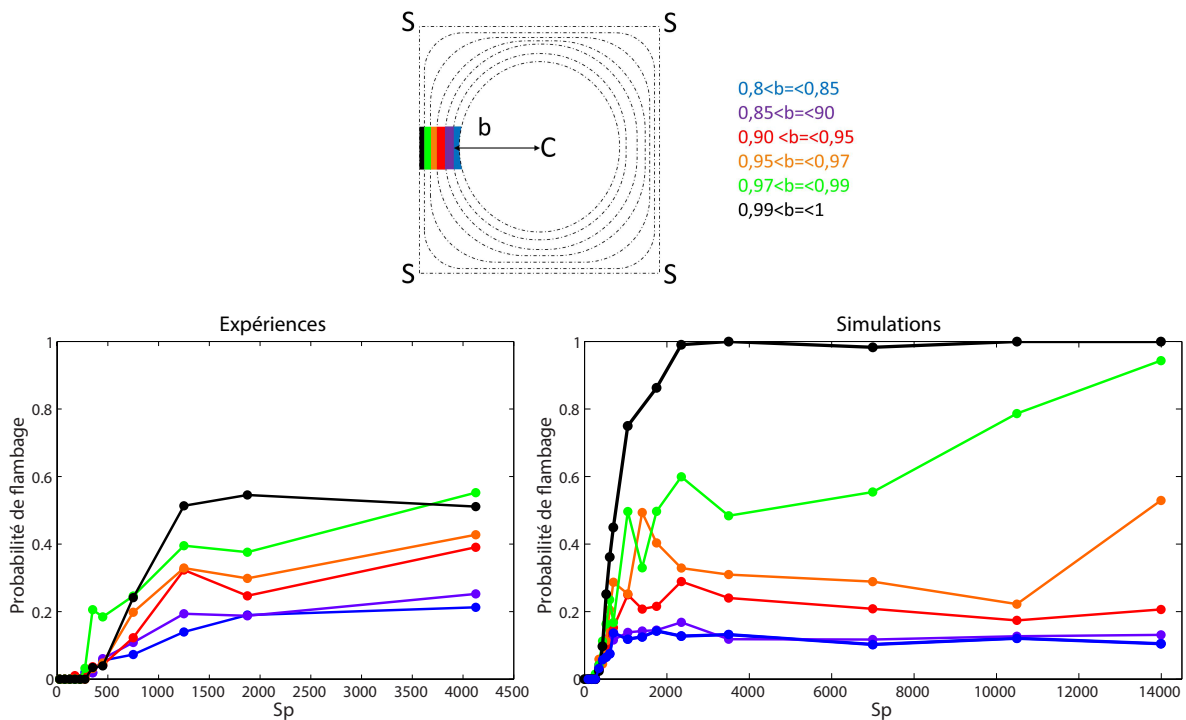 S S
b
C
S S
0,8<b=<0,85
0,85<b=<90
0,90 <b=<0,95
0,95<b=<0,97
0,97<b=<0,99
0,99<b=<1
Expériences
Probabilité de flambage
1
0.8
0.6
0.4
0.2
0
0 500 1000 1500 2000 2500 3000 3500 4000 4500
Sp
Simulations
Probabilité de flambage
1
0.8
0.6
0.4
0.2
0
0 2000 4000 6000 8000 10000 12000 14000
Sp